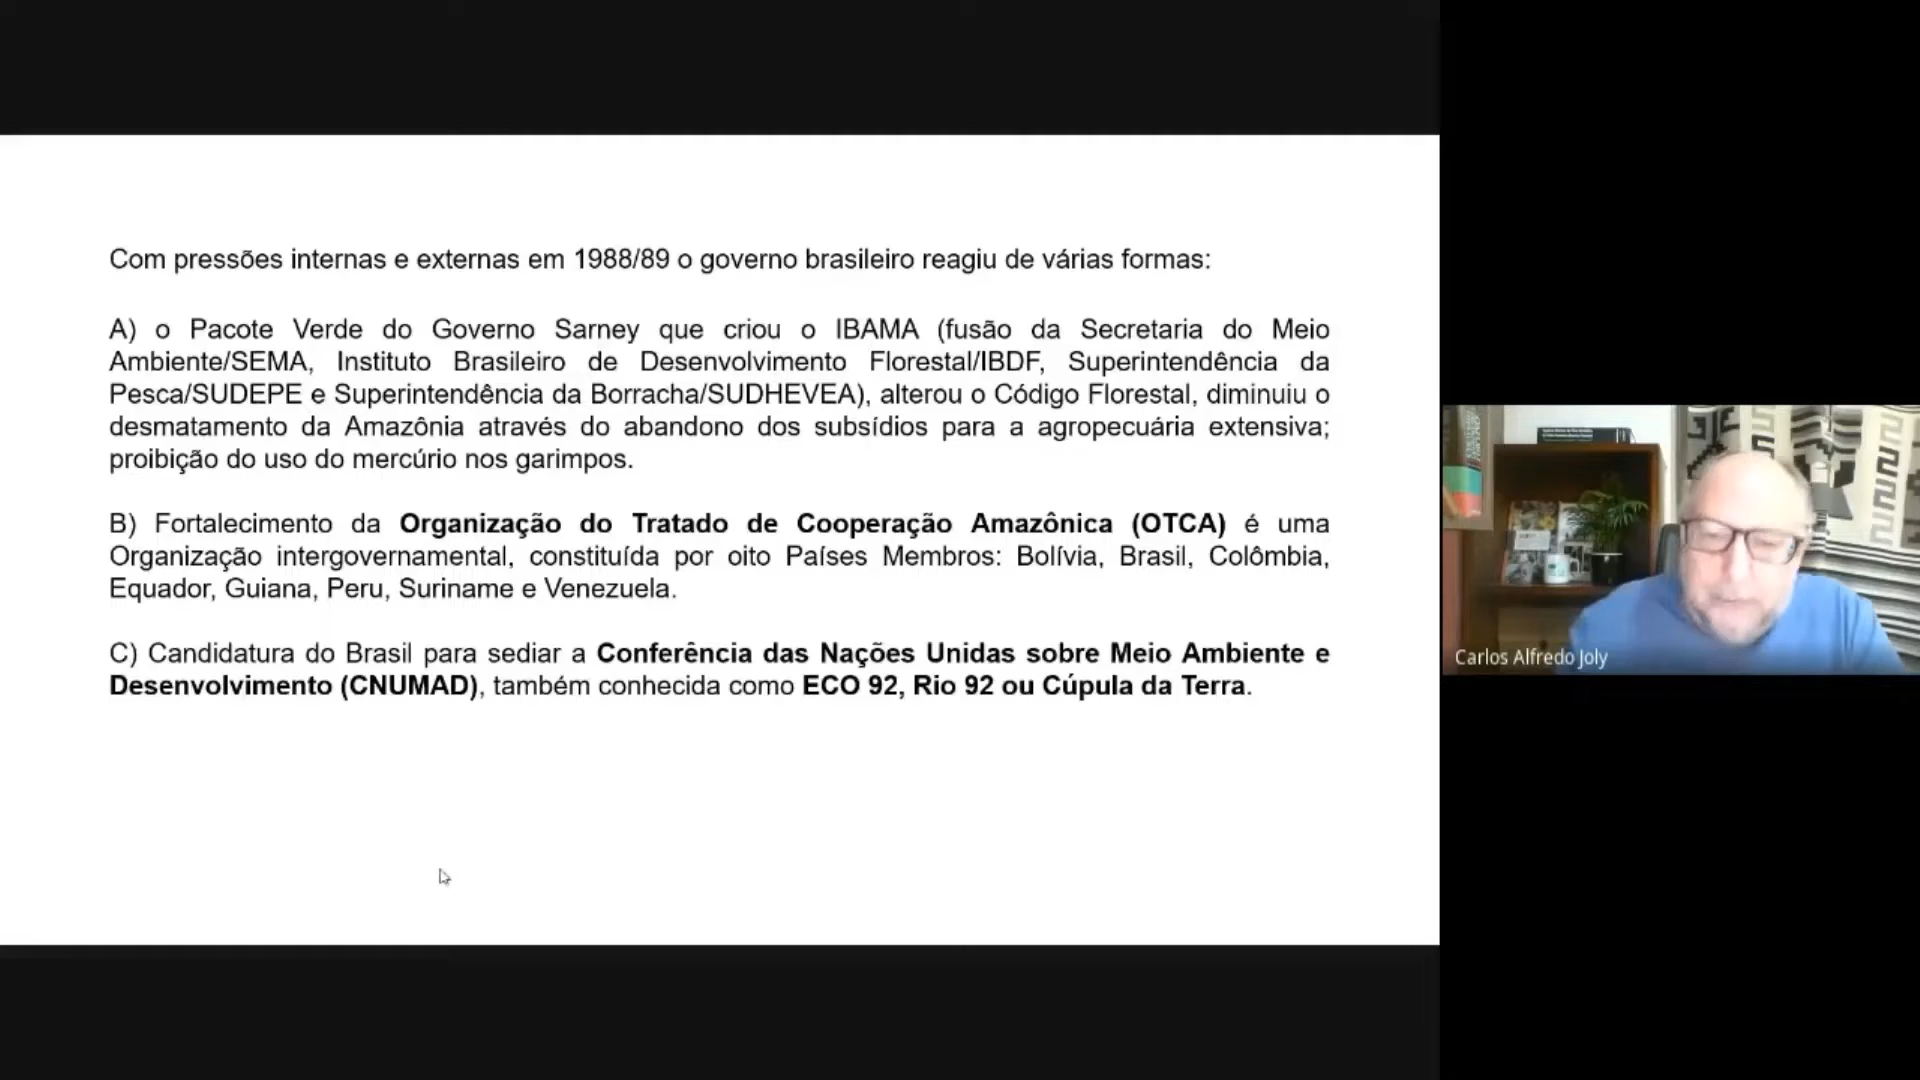 Com pressões internas e externas em 1988/89 o governo brasileiro reagiu de várias formas:
A) o Pacote Verde do Governo Sarney que criou o IBAMA (fusão da Secretaria do Meio
Ambiente/SEMA, Instituto Brasileiro de Desenvolvimento Florestal/IBDF, Superintendência da
Pesca/SUDEPE e Superintendência da Borracha/SUDHEVEA), alterou o Código Florestal, diminuiu o
desmatamento da Amazônia através do abandono dos subsídios para a agropecuária extensiva;
proibição do uso do mercúrio nos garimpos.
B) Fortalecimento da Organização do Tratado de Cooperação Amazônica (OTCA) é uma
Organização intergovernamental, constituída por oito Países Membros: Bolívia, Brasil, Colômbia,
Equador, Guiana, Peru, Suriname e Venezuela.
C) Candidatura do Brasil para sediar a Conferência das Nações Unidas sobre Meio Ambiente e
Desenvolvimento (CNUMAD), também conhecida como ECO 92, Rio 92 ou Cúpula da Terra.
Carlos Alfredo Joly